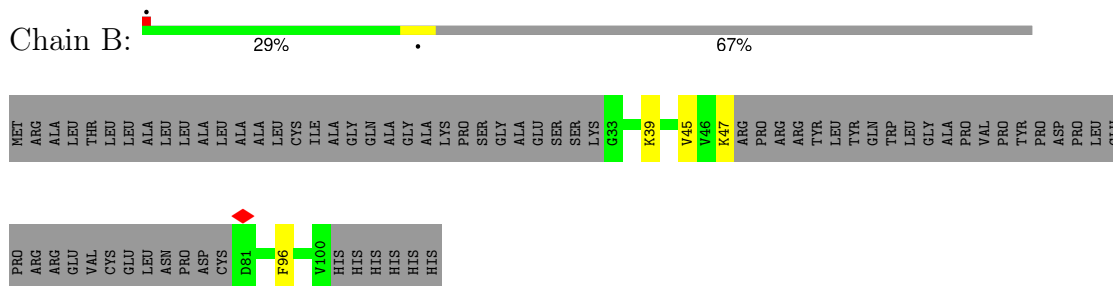 •
Chain B: 29% • 67%
MET ARG ALA LEU THR LEU LEU ALA LEU LEU ALA LEU ALA ALA LEU CYS ILE ALA GLY GLN ALA GLY ALA LYS PRO SER GLY ALA GLU SER SER LYS G33 K39 V45 V46 K47 ARG PRO ARG ARG TYR LEU TYR GLN TRP LEU GLY ALA PRO VAL PRO TYR PRO ASP PRO LEU GLU
PRO ARG ARG GLU VAL CYS GLU LEU ASN PRO ASP CYS D81 F96 V100 HIS HIS HIS HIS HIS HIS